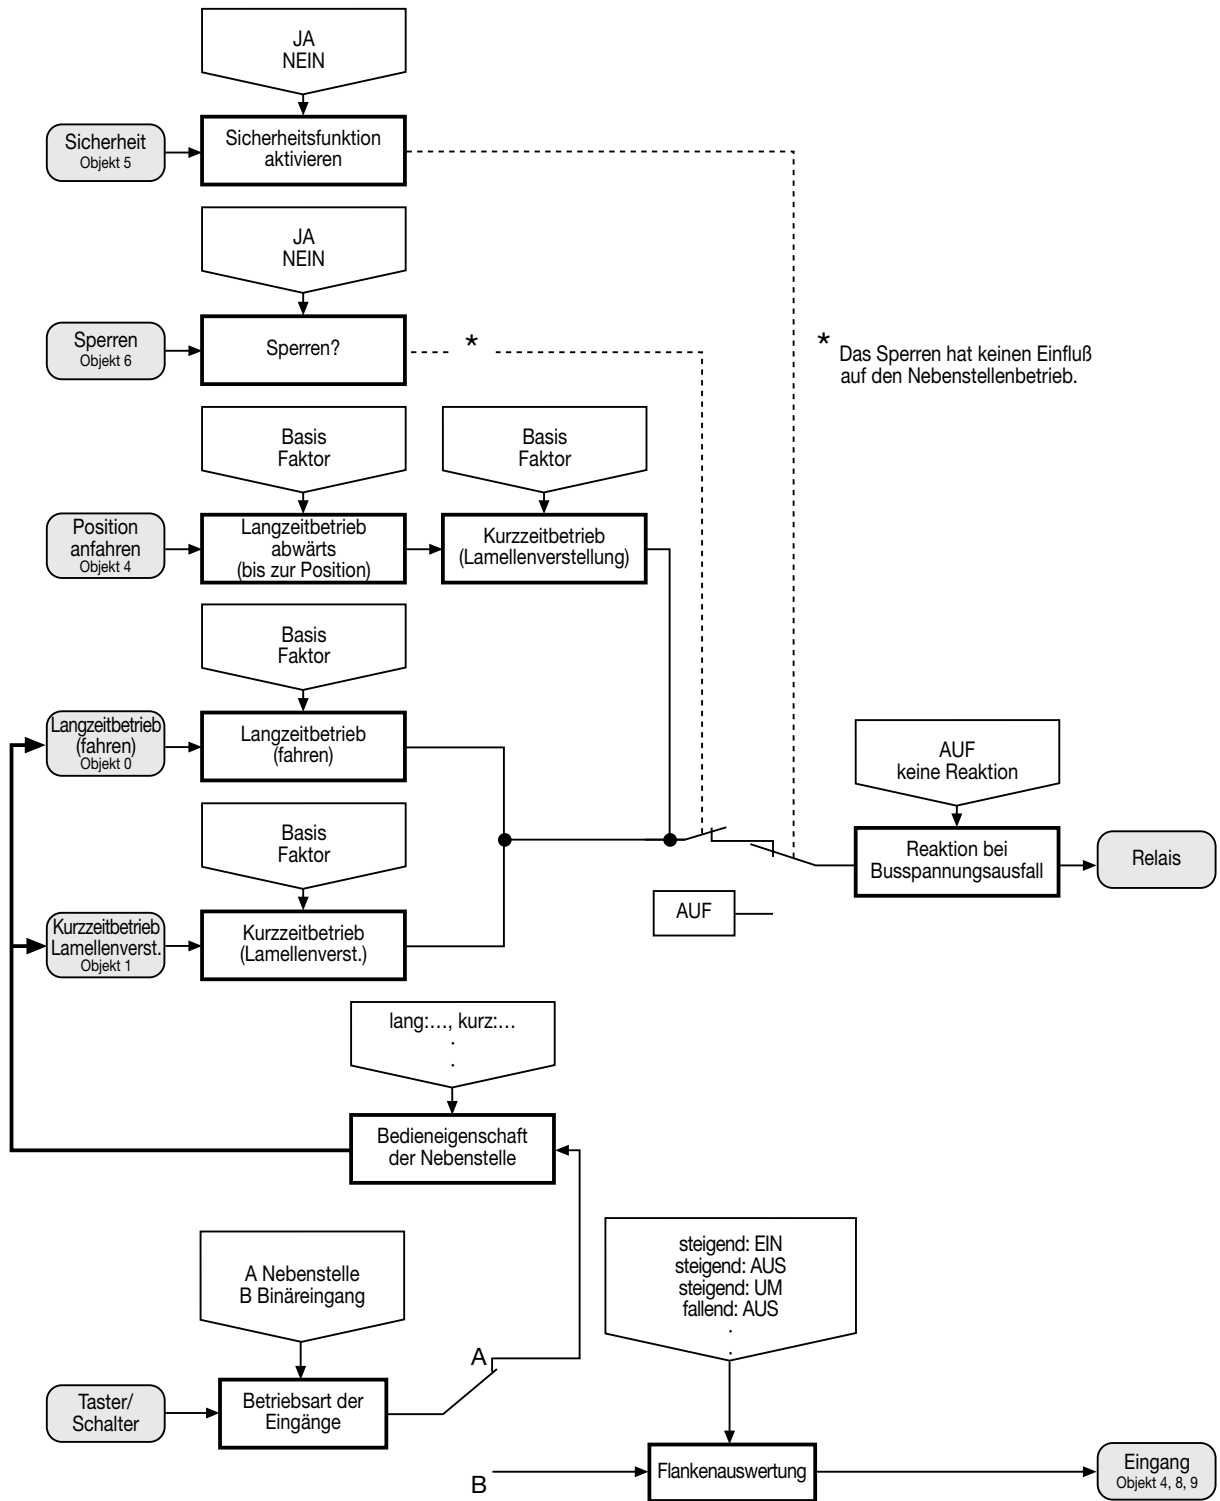 JA
NEIN
Sicherheit
Objekt 5
Sicherheitsfunktion
aktivieren
JA
NEIN
Sperren
Objekt 6
Sperren?
*
* Das Sperren hat keinen Einfluß
auf den Nebenstellenbetrieb.
Basis
Faktor
Basis
Faktor
Position
anfahren
Objekt 4
Langzeitbetrieb
abwärts
(bis zur Position)
Kurzzeitbetrieb
(Lamellenverstellung)
Basis
Faktor
Langzeitbetrieb
(fahren)
Objekt 0
Langzeitbetrieb
(fahren)
AUF
keine Reaktion
Basis
Faktor
Reaktion bei
Busspannungsausfall
Relais
AUF
Kurzzeitbetrieb
Lamellenverst.
Objekt 1
Kurzzeitbetrieb
(Lamellenverst.)
lang:..., kurz:...
.
.
Bedieneigenschaft
der Nebenstelle
A Nebenstelle
B Binäreingang
steigend: EIN
steigend: AUS
steigend: UM
fallend: AUS
.
.
A
Taster/
Schalter
Betriebsart der
Eingänge
B
Flankenauswertung
Eingang
Objekt 4, 8, 9